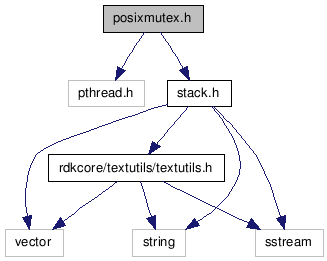 posixmutex.h
pthread.h
stack.h
rdkcore/textutils/textutils.h
vector
string
sstream